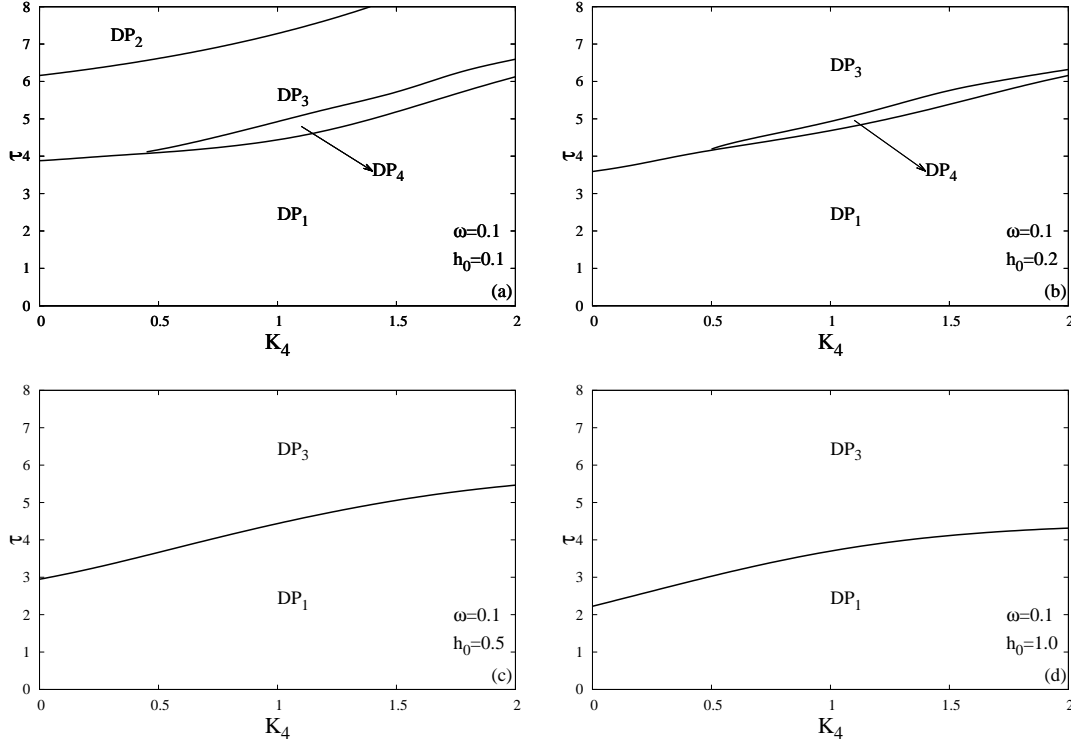 8
7
6
5
4
3
2
1
0
τ
DP2
DP3
DP4
DP1
ω=0.1
h0=0.1
(a)
0 0.5 1 1.5 2
K4
8
7
6
5
4
3
2
1
0
τ
DP3
DP4
DP1
ω=0.1
h0=0.2
(b)
0 0.5 1 1.5 2
K4
8
7
6
5
4
3
2
1
0
τ
DP3
DP1
ω=0.1
h0=0.5
(c)
0 0.5 1 1.5 2
K4
8
7
6
5
4
3
2
1
0
τ
DP3
DP1
ω=0.1
h0=1.0
(d)
0 0.5 1 1.5 2
K4